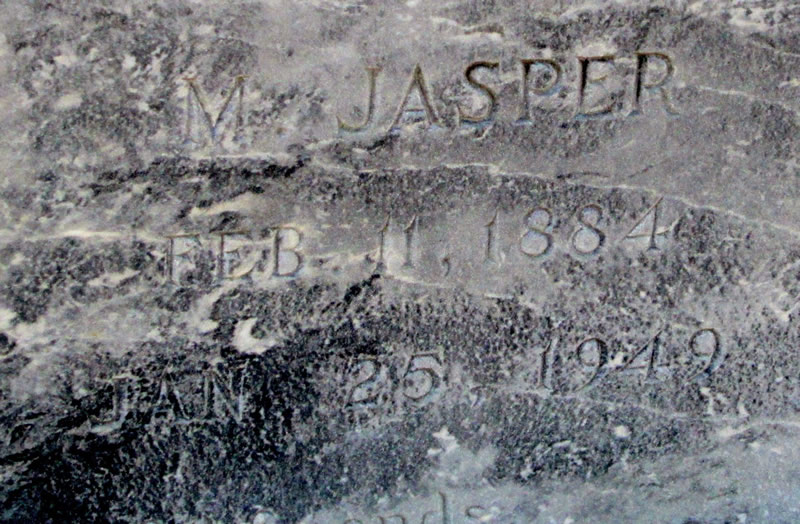 M JASPER
FEB 11, 1884
JAN 25, 1949